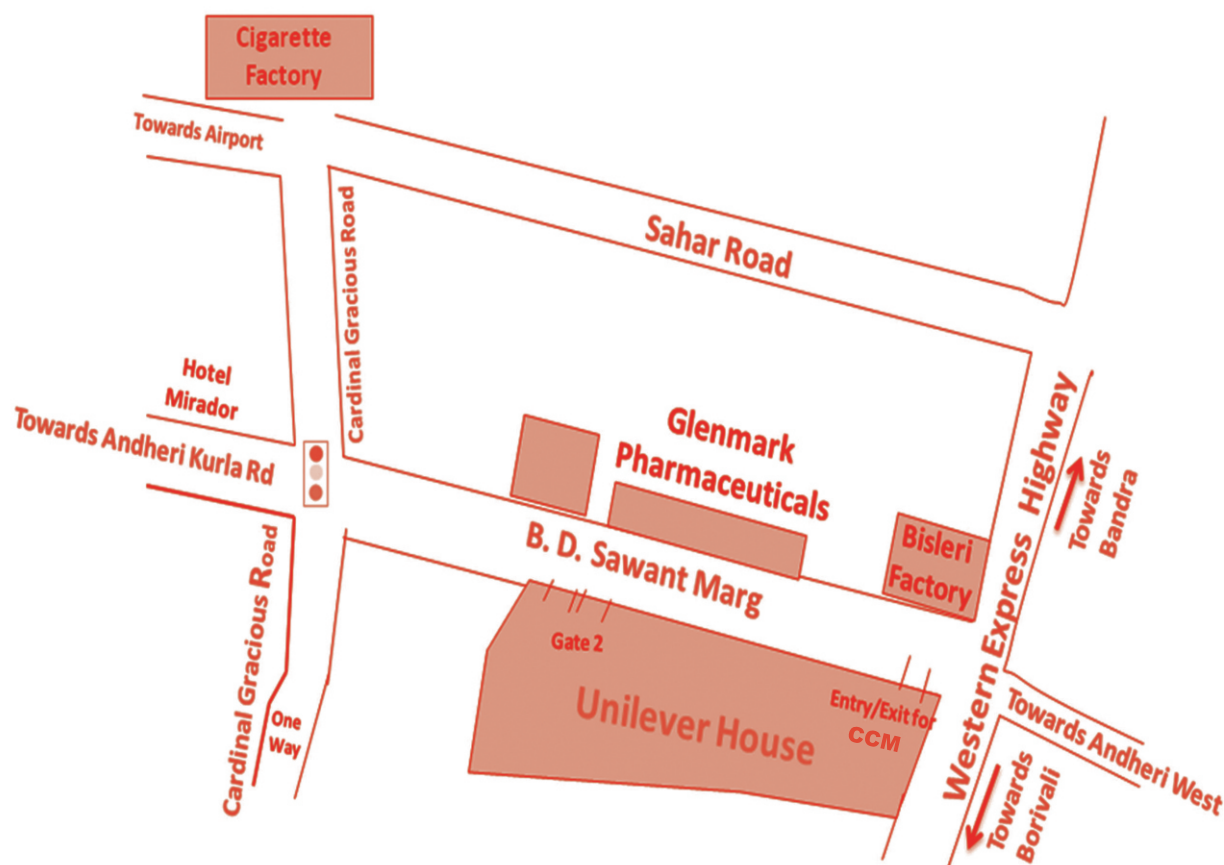 Cigarette
Factory
Towards Airport
Cardinal Gracious Road
Sahar Road
Hotel
Mirador
Towards Andheri Kurla Rd
Glenmark
Pharmaceuticals
B. D. Sawant Marg
Bisleri
Factory
Western Express Highway
Towards
Bandra
Cardinal Gracious Road
One
Way
Gate 2
Unilever House
Entry/Exit for
CCM
Towards Andheri West
Towards
Borivali